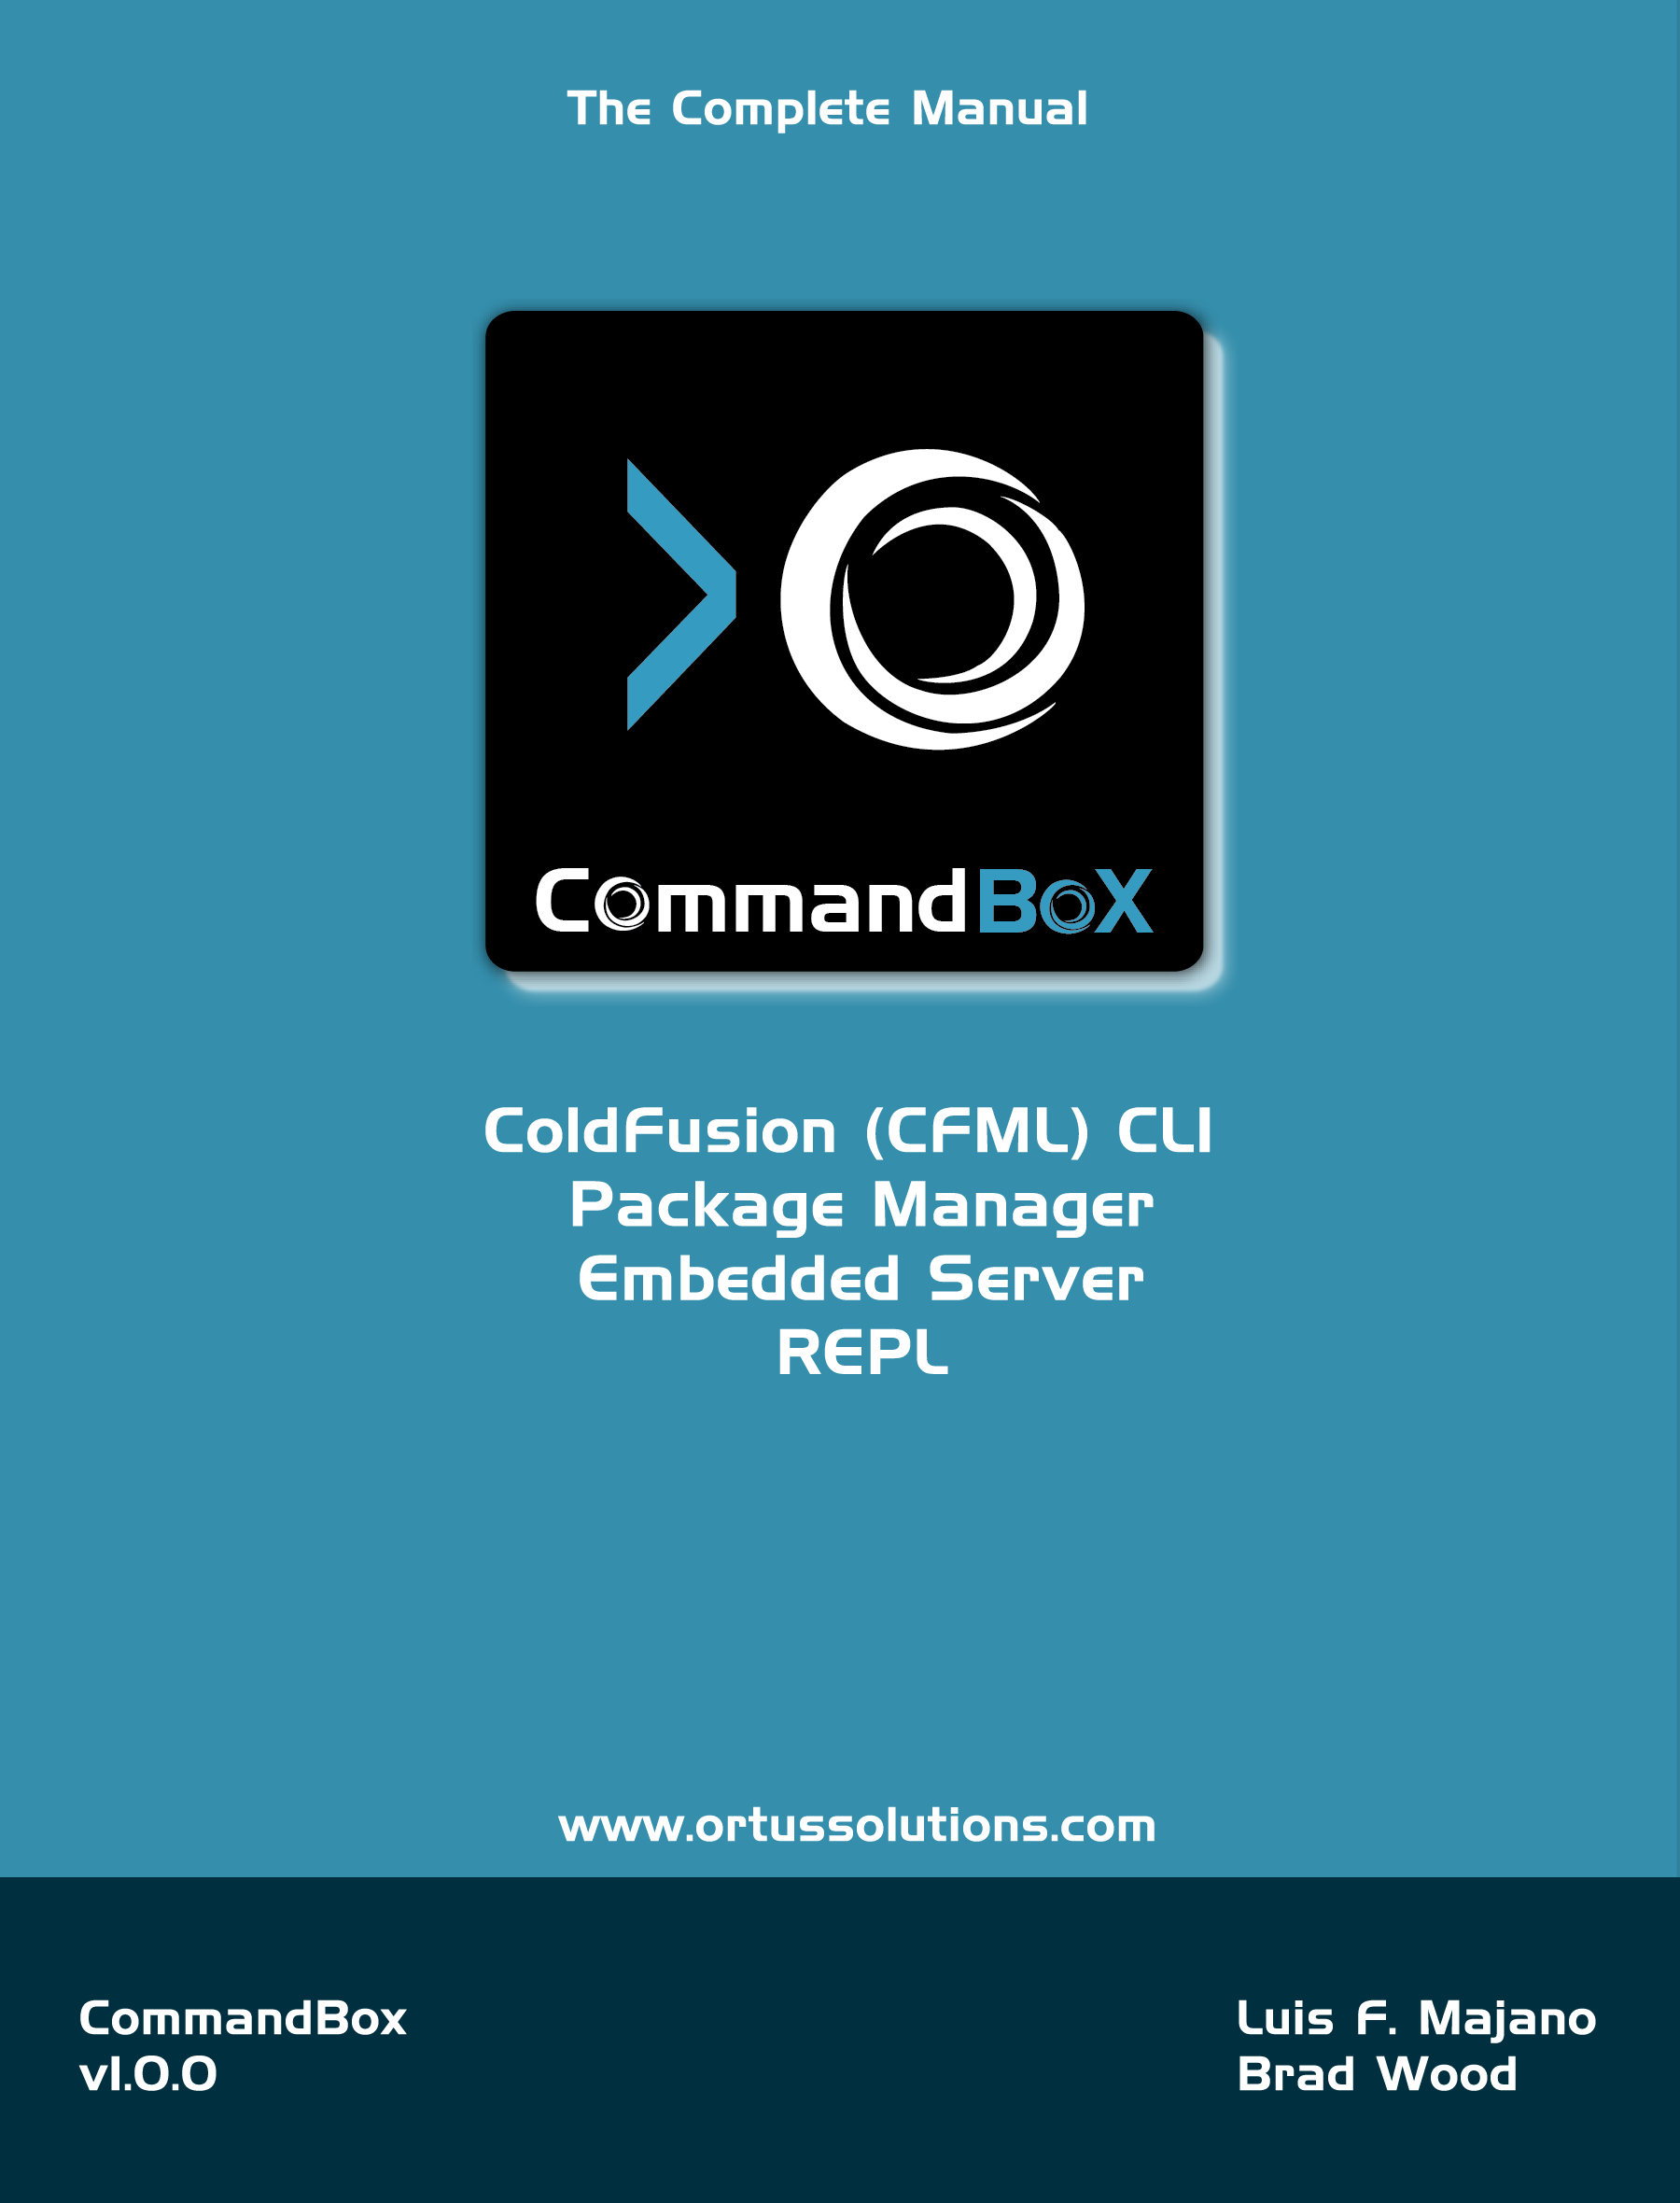 The Complete Manual
CommandBox
ColdFusion (CFML) CLI
Package Manager
Embedded Server
REPL
www.ortussolutions.com
CommandBox
v1.0.0
Luis F. Majano
Brad Wood